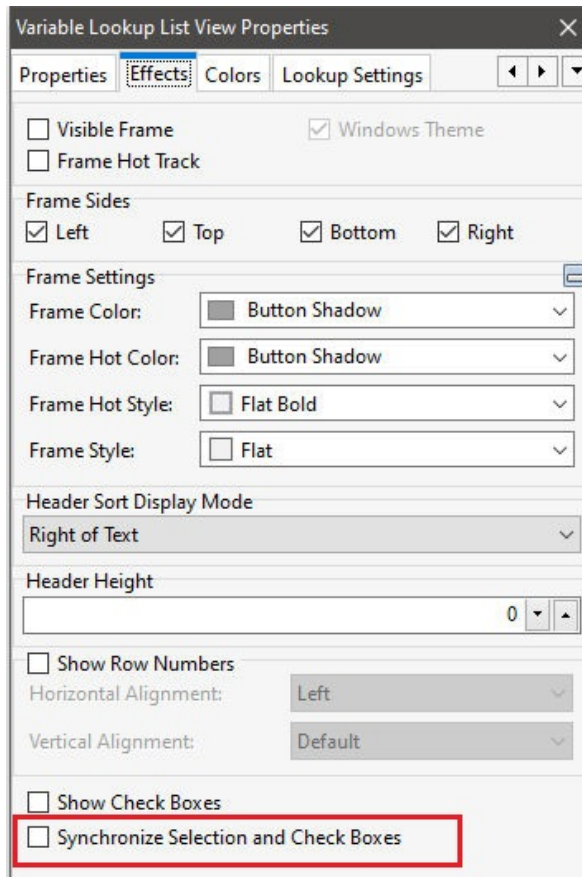 Variable Lookup List View Properties
Properties Effects Colors Lookup Settings
Visible Frame Windows Theme
Frame Hot Track
Frame Sides
Left Top Bottom Right
Frame Settings
Frame Color: Button Shadow
Frame Hot Color: Button Shadow
Frame Hot Style: Flat Bold
Frame Style: Flat
Header Sort Display Mode
Right of Text
Header Height
0
Show Row Numbers
Horizontal Alignment: Left
Vertical Alignment: Default
Show Check Boxes
Synchronize Selection and Check Boxes